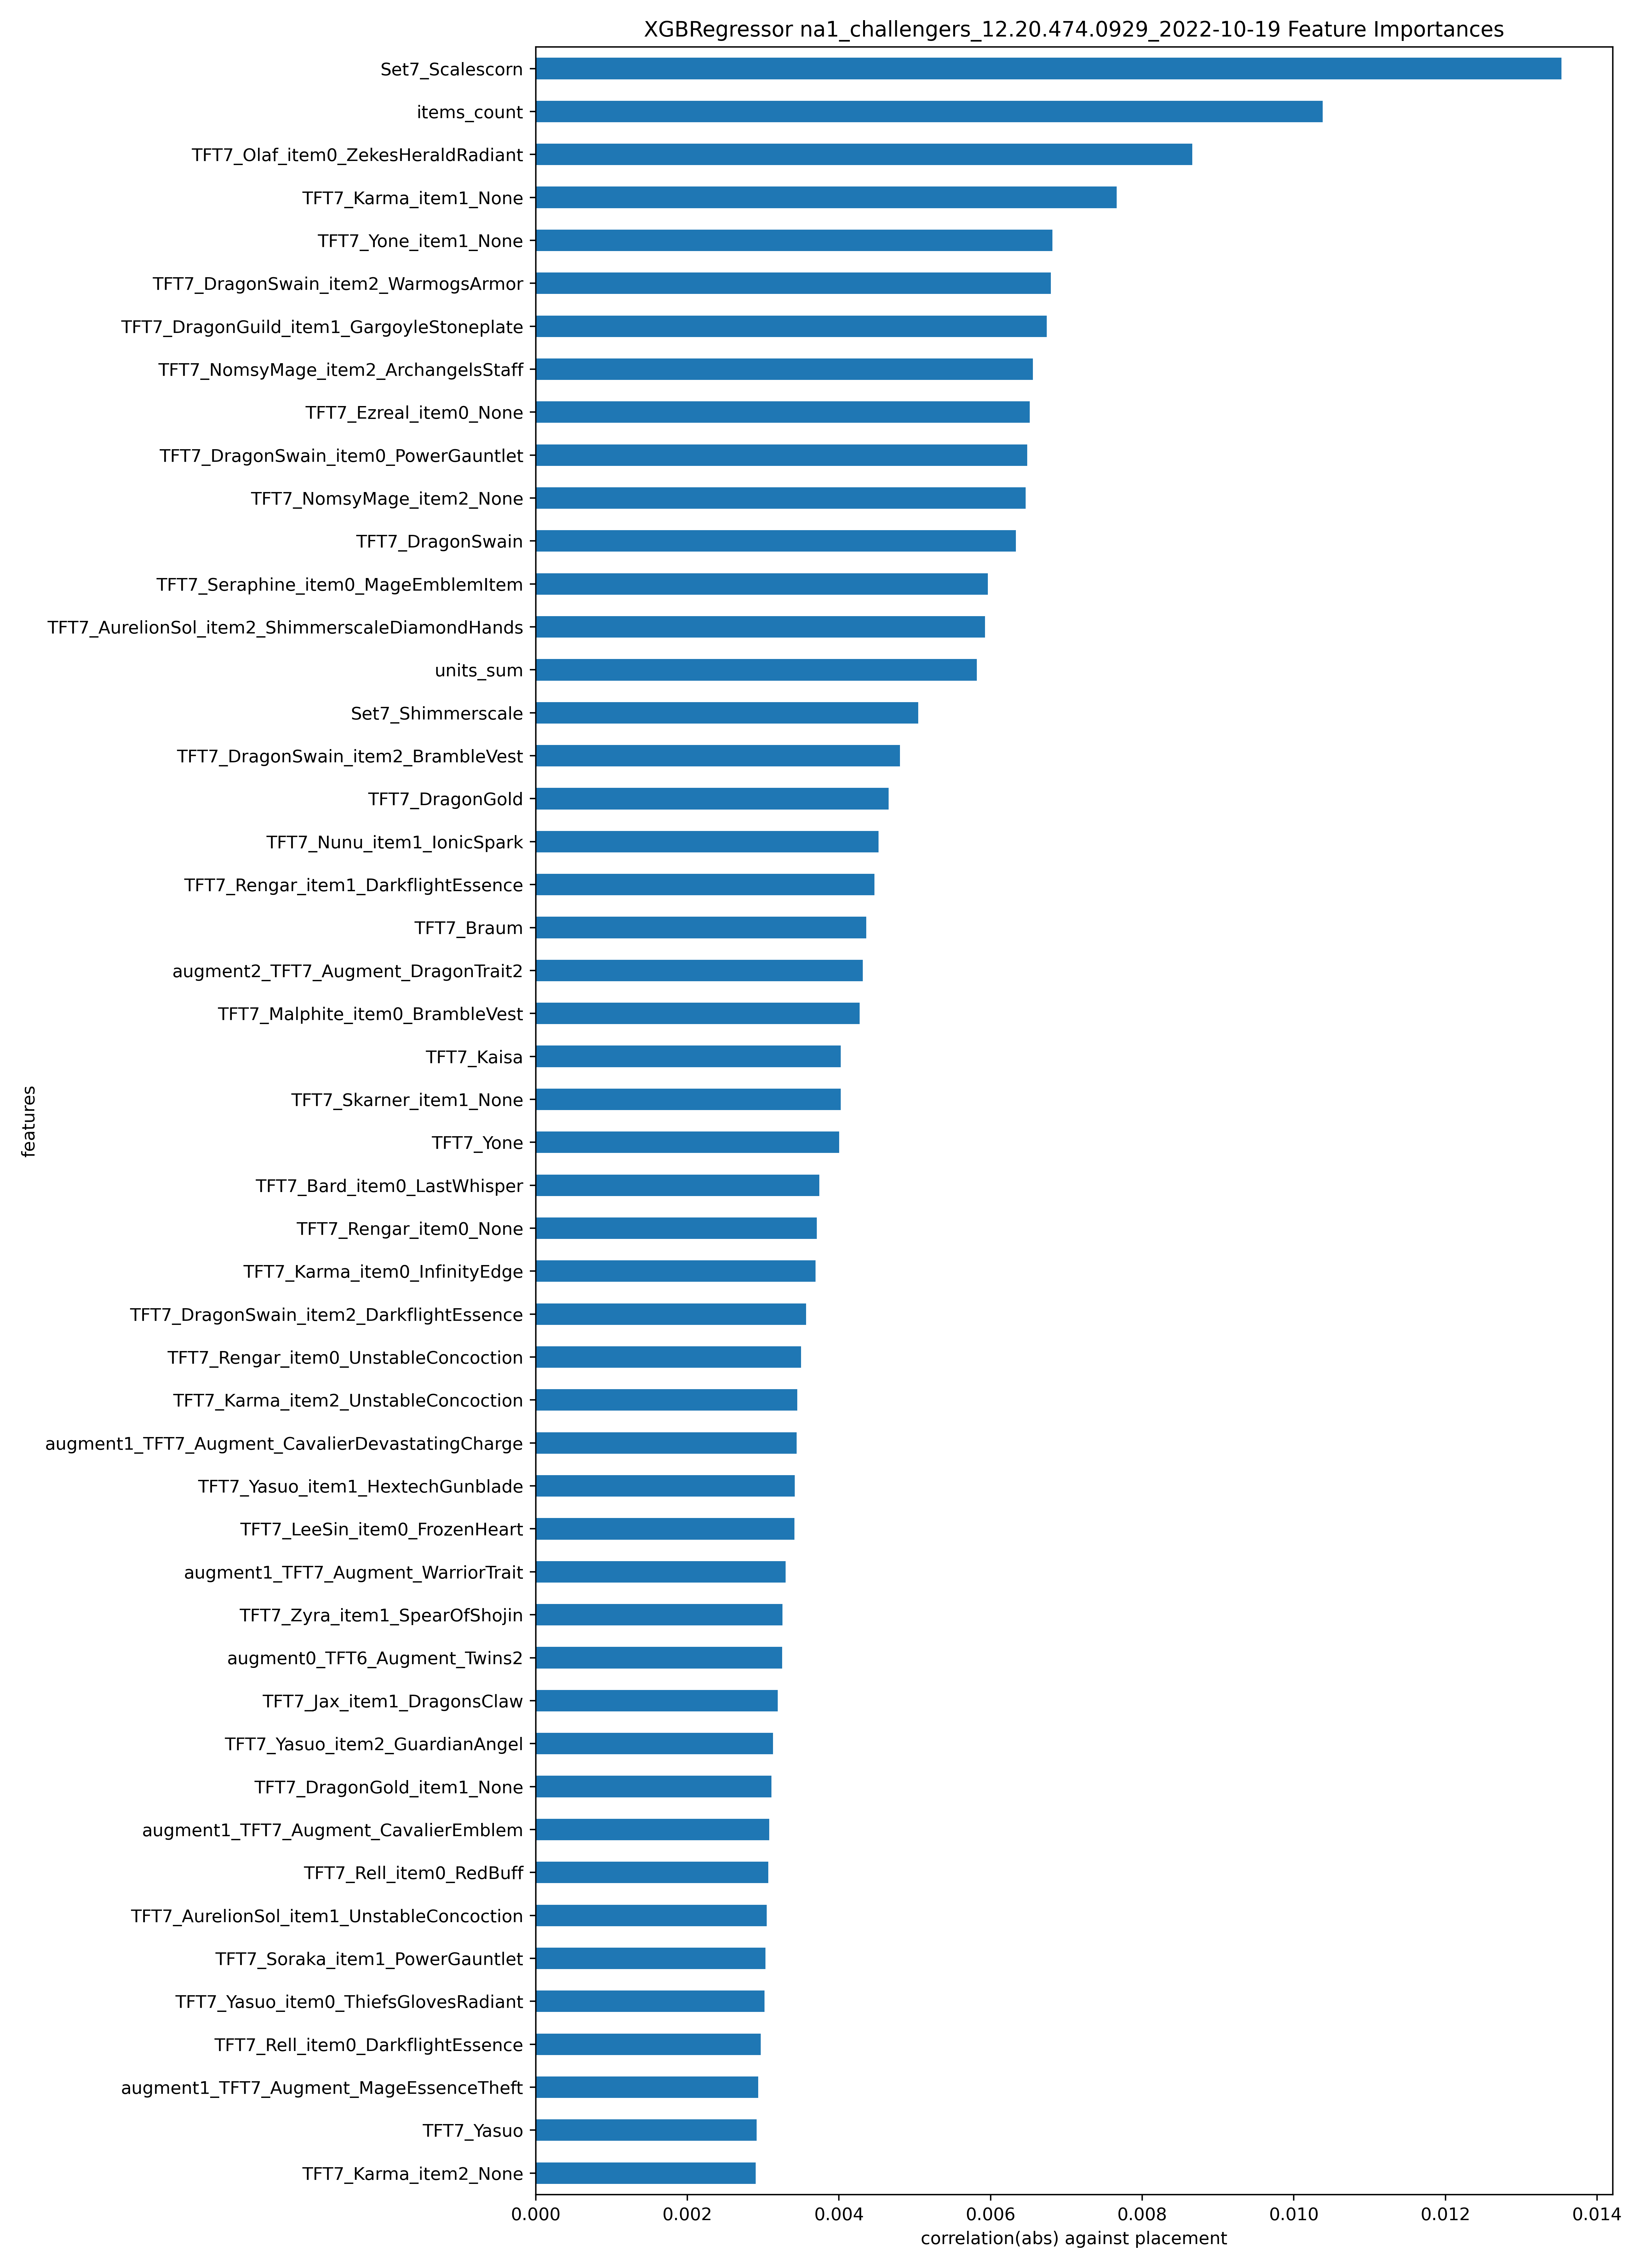 XGBRegressor na1_challengers_12.20.474.0929_2022-10-19 Feature Importances
Set7_Scalescorn
items_count
TFT7_Olaf_item0_ZekesHeraldRadiant
TFT7_Karma_item1_None
TFT7_Yone_item1_None
TFT7_DragonSwain_item2_WarmogsArmor
TFT7_DragonGuild_item1_GargoyleStoneplate
TFT7_NomsyMage_item2_ArchangelsStaff
TFT7_Ezreal_item0_None
TFT7_DragonSwain_item0_PowerGauntlet
TFT7_NomsyMage_item2_None
TFT7_DragonSwain
TFT7_Seraphine_item0_MageEmblemItem
TFT7_AurelionSol_item2_ShimmerscaleDiamondHands
units_sum
Set7_Shimmerscale
TFT7_DragonSwain_item2_BrambleVest
TFT7_DragonGold
TFT7_Nunu_item1_IonicSpark
TFT7_Rengar_item1_DarkflightEssence
TFT7_Braum
augment2_TFT7_Augment_DragonTrait2
TFT7_Malphite_item0_BrambleVest
TFT7_Kaisa
TFT7_Skarner_item1_None
TFT7_Yone
TFT7_Bard_item0_LastWhisper
TFT7_Rengar_item0_None
TFT7_Karma_item0_InfinityEdge
TFT7_DragonSwain_item2_DarkflightEssence
TFT7_Rengar_item0_UnstableConcoction
TFT7_Karma_item2_UnstableConcoction
augment1_TFT7_Augment_CavalierDevastatingCharge
TFT7_Yasuo_item1_HextechGunblade
TFT7_LeeSin_item0_FrozenHeart
augment1_TFT7_Augment_WarriorTrait
TFT7_Zyra_item1_SpearOfShojin
augment0_TFT6_Augment_Twins2
TFT7_Jax_item1_DragonsClaw
TFT7_Yasuo_item2_GuardianAngel
TFT7_DragonGold_item1_None
augment1_TFT7_Augment_CavalierEmblem
TFT7_Rell_item0_RedBuff
TFT7_AurelionSol_item1_UnstableConcoction
TFT7_Soraka_item1_PowerGauntlet
TFT7_Yasuo_item0_ThiefsGlovesRadiant
TFT7_Rell_item0_DarkflightEssence
augment1_TFT7_Augment_MageEssenceTheft
TFT7_Yasuo
TFT7_Karma_item2_None
features
0.000 0.002 0.004 0.006 0.008 0.010 0.012 0.014
correlation(abs) against placement